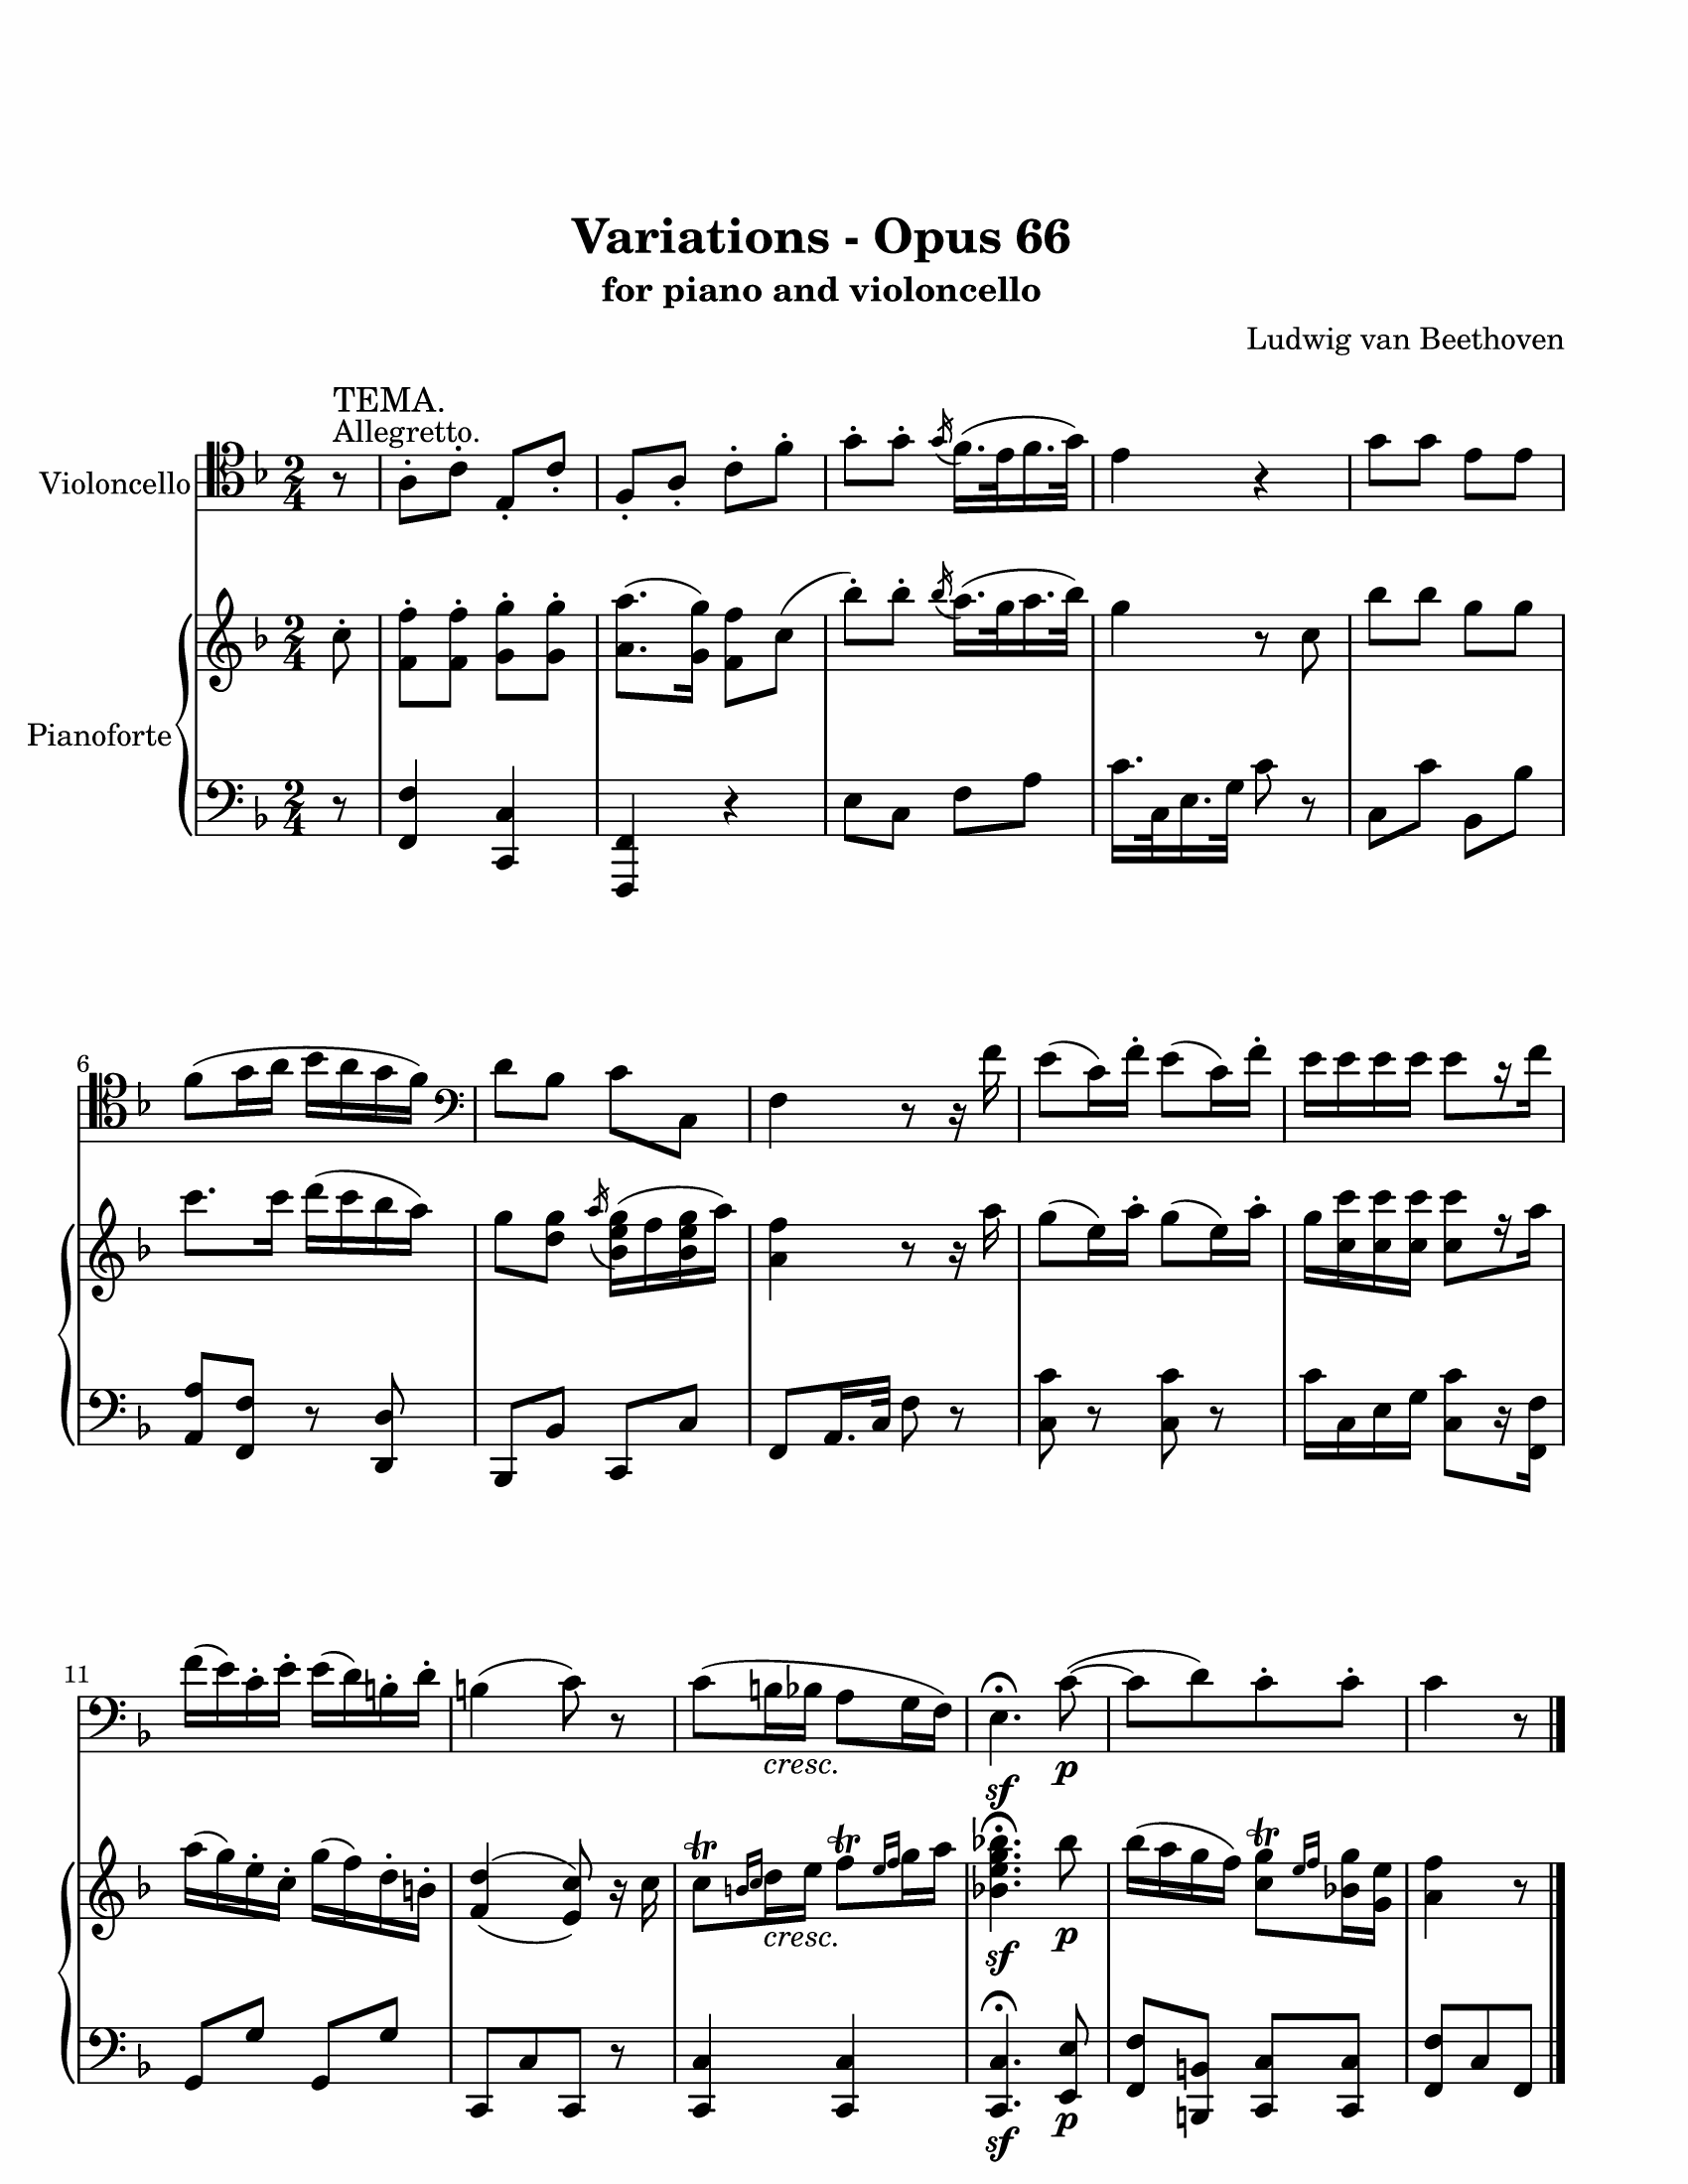 Variations - Opus 66
for piano and violoncello
Ludwig van Beethoven
TEMA.
Allegretto.
Violoncello
Pianoforte
6
11
cresc.
sf
p
cresc.
sf
p
sf
p